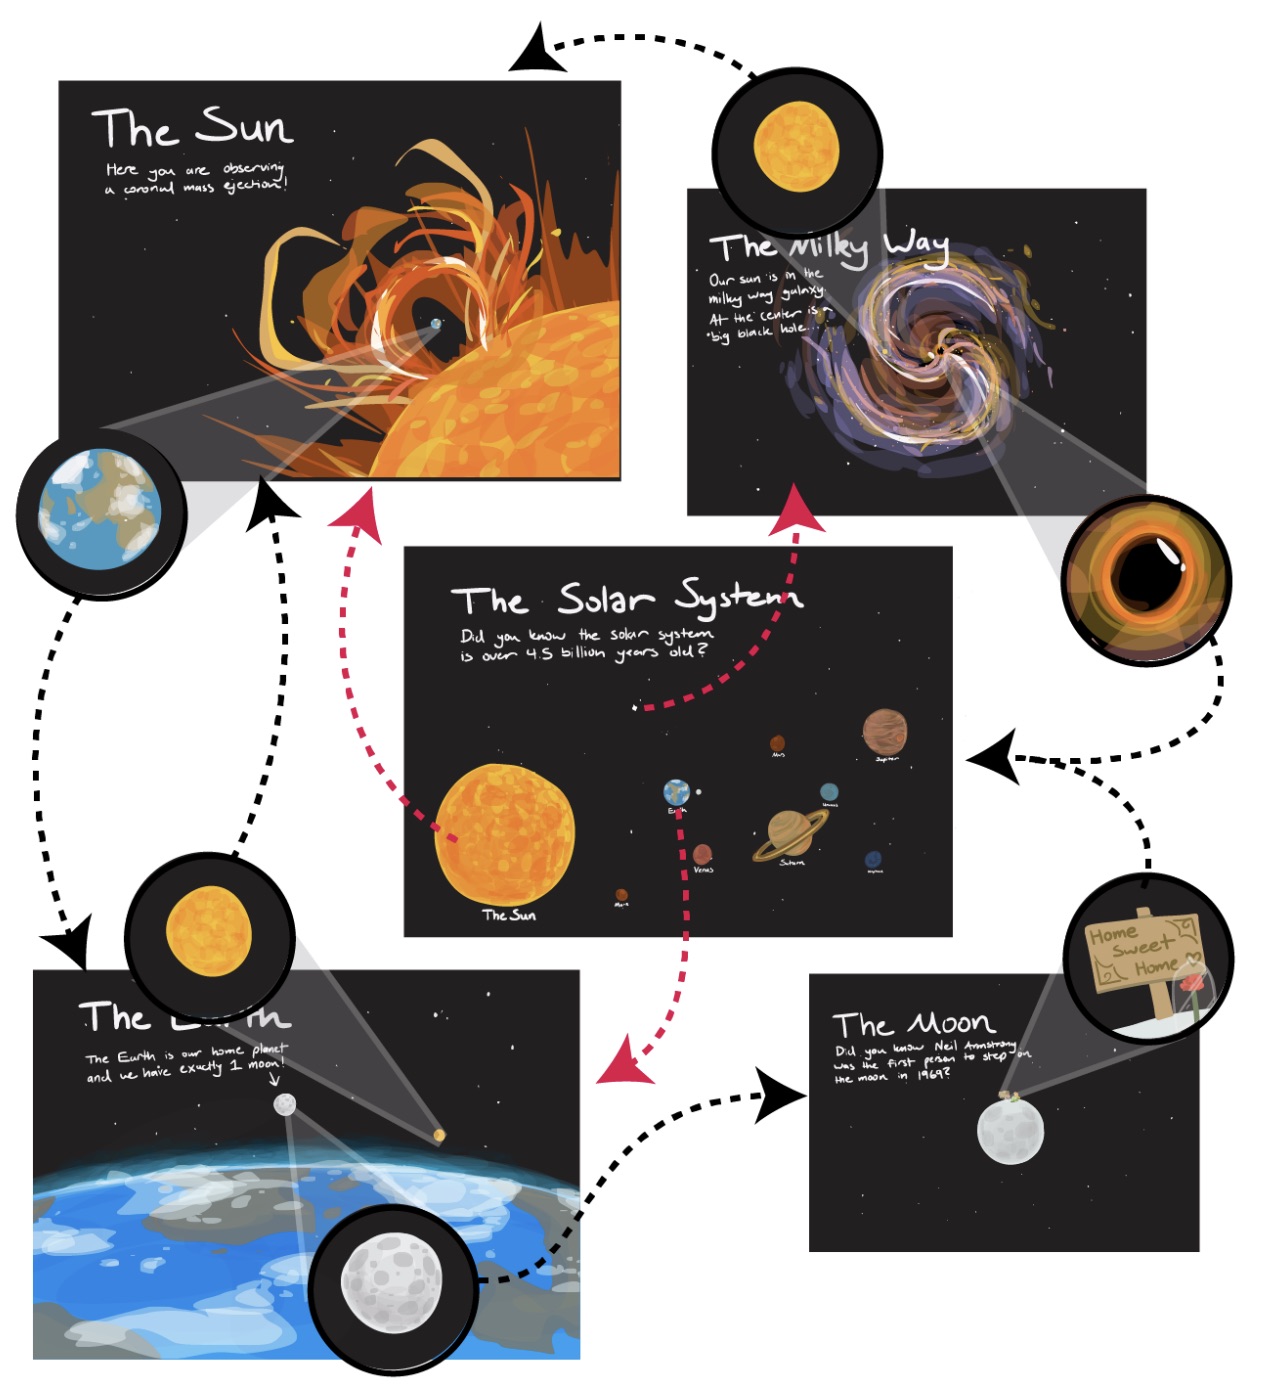 The Sun
Here you are observing
a coronal mass ejection!
The Milky Way
Our sun is in the
milky way galaxy.
At the center is a
big black hole...
The Solar System
Did you know the solar system
is over 4.5 billion years old?
Mars
Jupiter
Earth
Uranus
Saturn
Venus
The Sun
The Earth
The Earth is our home planet
and we have exactly 1 moon!
Home
Sweet
Home
The Moon
Did you know Neil Armstrong
was the first person to step on
the moon in 1969?